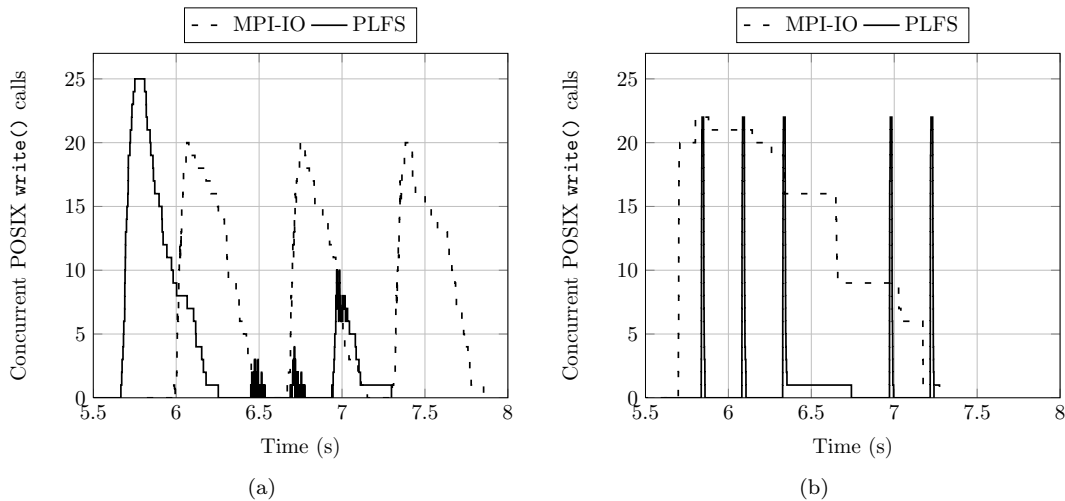 MPI-IO PLFS
Concurrent POSIX write() calls
25
20
15
10
5
0
5.5 6 6.5 7 7.5 8
Time (s)
(a)
MPI-IO PLFS
Concurrent POSIX write() calls
25
20
15
10
5
0
5.5 6 6.5 7 7.5 8
Time (s)
(b)